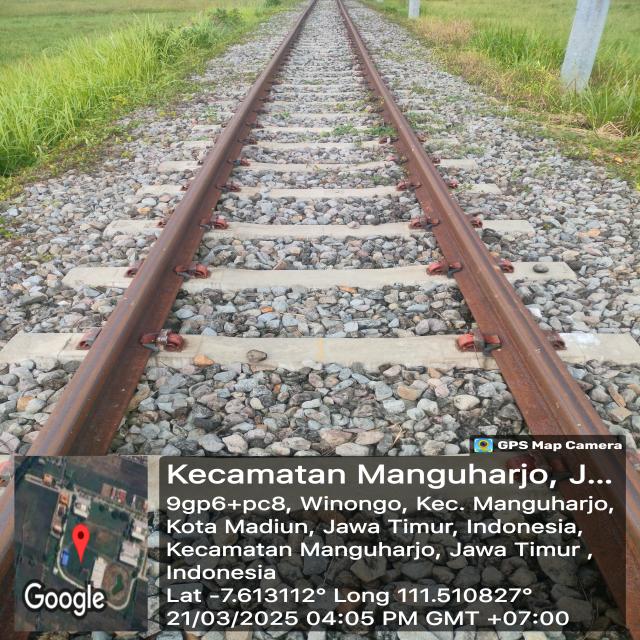 GPS Map Camera
Kecamatan Manguharjo, J...
9gp6+pc8, Winongo, Kec. Manguharjo,
Kota Madiun, Jawa Timur, Indonesia,
Kecamatan Manguharjo, Jawa Timur ,
Indonesia
Lat -7.613112° Long 111.510827°
21/03/2025 04:05 PM GMT +07:00
Google